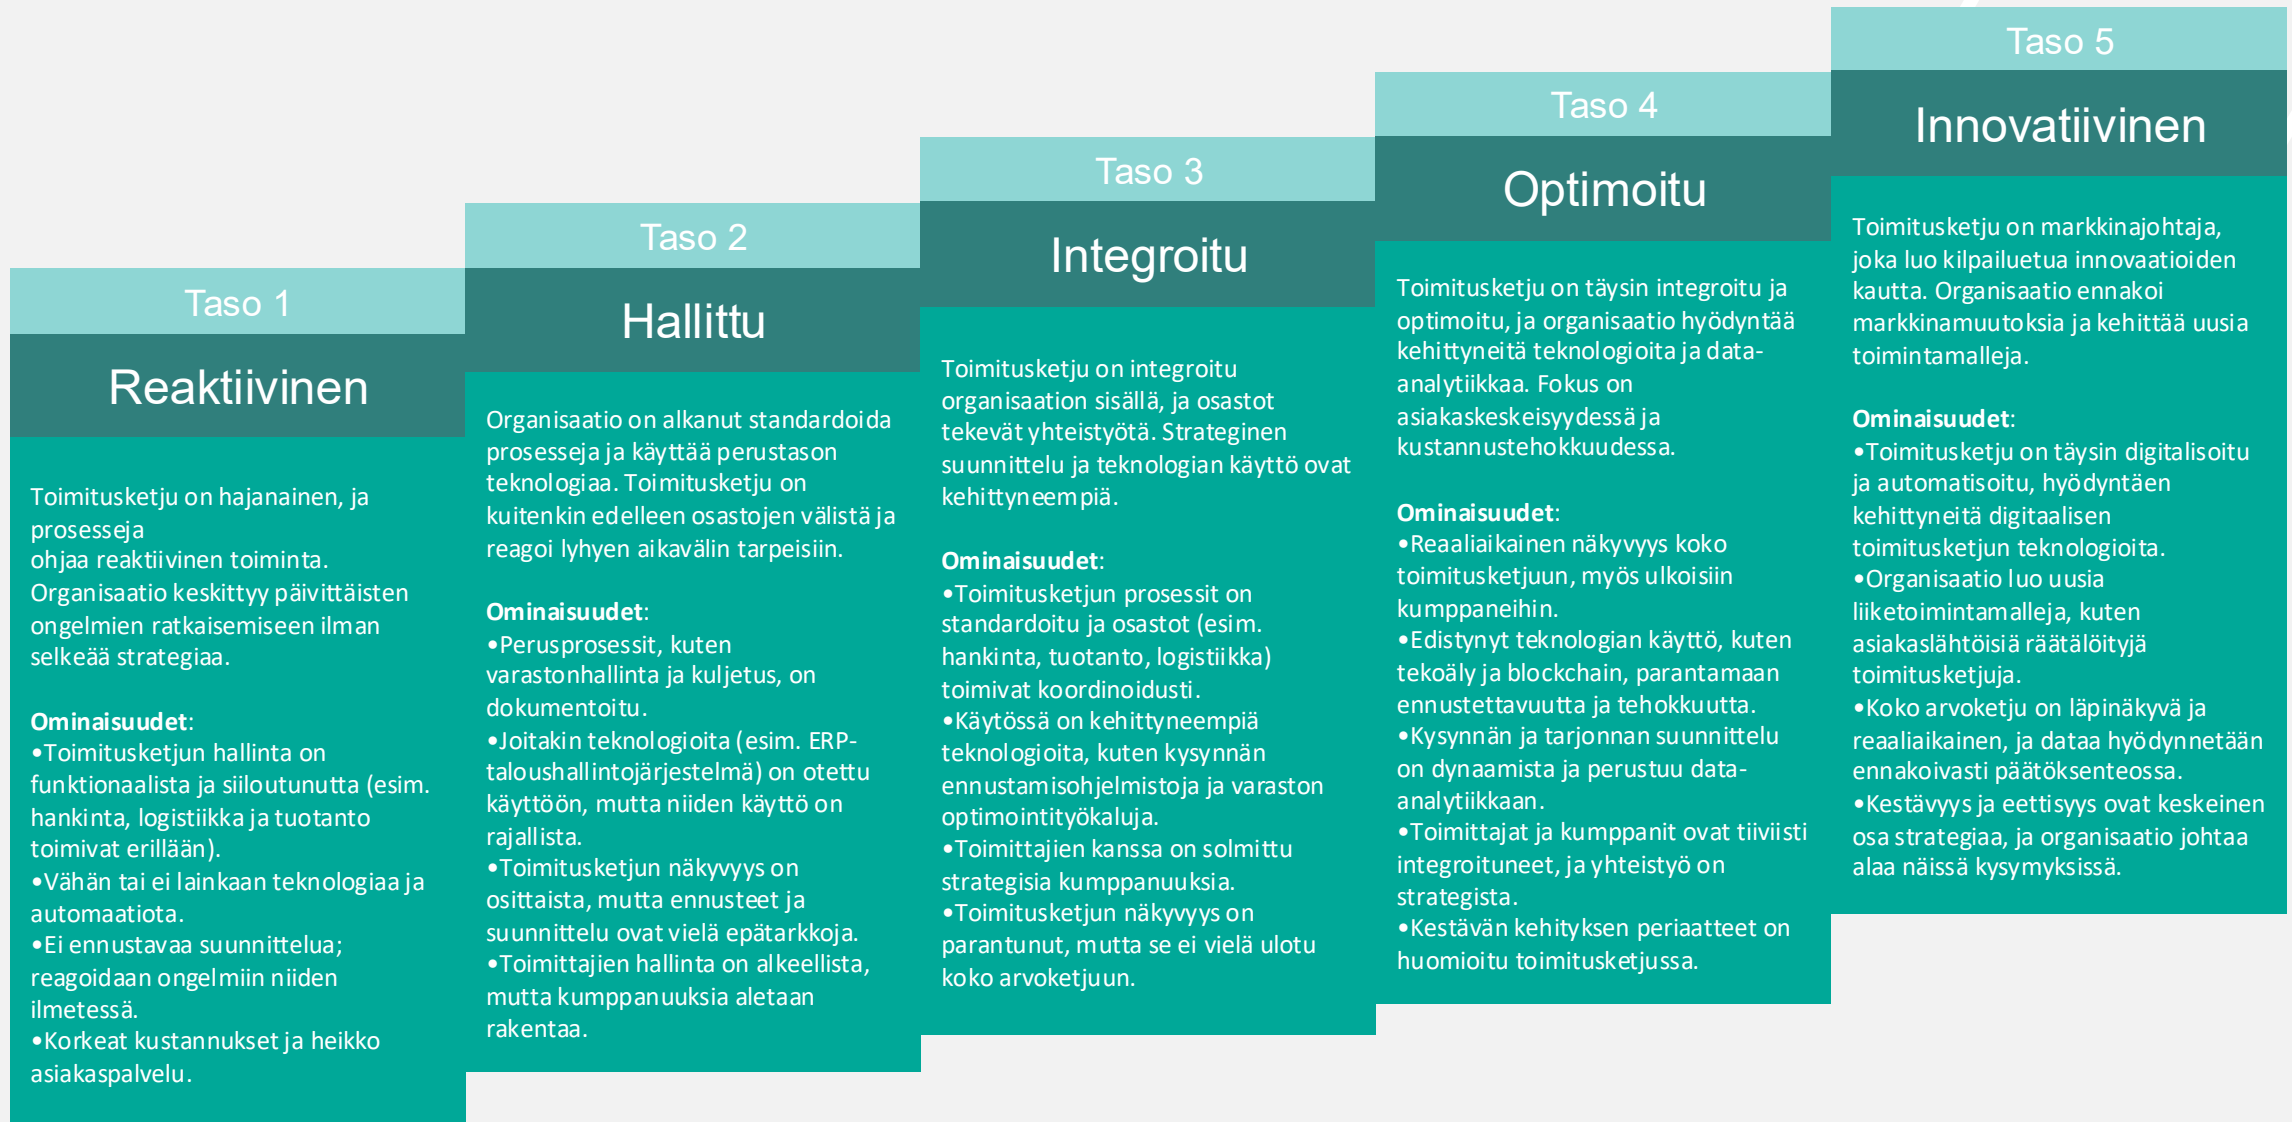 Taso 1
Reaktiivinen
Toimitusketju on hajanainen, ja
prosesseja
ohjaa reaktiivinen toiminta.
Organisaatio keskittyy päivittäisten
ongelmien ratkaisemiseen ilman
selkeää strategiaa.
Ominaisuudet:
•Toimitusketjun hallinta on
funktionaalista ja siiloutunutta (esim.
hankinta, logistiikka ja tuotanto
toimivat erillään).
•Vähän tai ei lainkaan teknologiaa ja
automaatiota.
•Ei ennustavaa suunnittelua;
reagoidaan ongelmiin niiden
ilmetessä.
•Korkeat kustannukset ja heikko
asiakaspalvelu.
Taso 2
Hallittu
Organisaatio on alkanut standardoida
prosesseja ja käyttää perustason
teknologiaa. Toimitusketju on
kuitenkin edelleen osastojen välistä ja
reagoi lyhyen aikavälin tarpeisiin.
Ominaisuudet:
•Perusprosessit, kuten
varastonhallinta ja kuljetus, on
dokumentoitu.
•Joitakin teknologioita (esim. ERP-
taloushallintojärjestelmä) on otettu
käyttöön, mutta niiden käyttö on
rajallista.
•Toimitusketjun näkyvyys on
osittaista, mutta ennusteet ja
suunnittelu ovat vielä epätarkkoja.
•Toimittajien hallinta on alkeellista,
mutta kumppanuuksia aletaan
rakentaa.
Taso 3
Integroitu
Toimitusketju on integroitu
organisaation sisällä, ja osastot
tekevät yhteistyötä. Strateginen
suunnittelu ja teknologian käyttö ovat
kehittyneempiä.
Ominaisuudet:
•Toimitusketjun prosessit on
standardoitu ja osastot (esim.
hankinta, tuotanto, logistiikka)
toimivat koordinoidusti.
•Käytössä on kehittyneempiä
teknologioita, kuten kysynnän
ennustamisohjelmistoja ja varaston
optimointityökaluja.
•Toimittajien kanssa on solmittu
strategisia kumppanuuksia.
•Toimitusketjun näkyvyys on
parantunut, mutta se ei vielä ulotu
koko arvoketjuun.
Taso 4
Optimoitu
Toimitusketju on täysin integroitu ja
optimoitu, ja organisaatio hyödyntää
kehittyneitä teknologioita ja data-
analytiikkaa. Fokus on
asiakaskeskeisyydessä ja
kustannustehokkuudessa.
Ominaisuudet:
•Reaaliaikainen näkyvyys koko
toimitusketjuun, myös ulkoisiin
kumppaneihin.
•Edistynyt teknologian käyttö, kuten
tekoäly ja blockchain, parantamaan
ennustettavuutta ja tehokkuutta.
•Kysynnän ja tarjonnan suunnittelu
on dynaamista ja perustuu data-
analytiikkaan.
•Toimittajat ja kumppanit ovat tiiviisti
integroituneet, ja yhteistyö on
strategista.
•Kestävän kehityksen periaatteet on
huomioitu toimitusketjussa.
Taso 5
Innovatiivinen
Toimitusketju on markkinajohtaja,
joka luo kilpailuetua innovaatioiden
kautta. Organisaatio ennakoi
markkinamuutoksia ja kehittää uusia
toimintamalleja.
Ominaisuudet:
•Toimitusketju on täysin digitalisoitu
ja automatisoitu, hyödyntäen
kehittyneitä digitaalisen
toimitusketjun teknologioita.
•Organisaatio luo uusia
liiketoimintamalleja, kuten
asiakaslähtöisiä räätälöityjä
toimitusketjuja.
•Koko arvoketju on läpinäkyvä ja
reaaliaikainen, ja dataa hyödynnetään
ennakoivasti päätöksenteossa.
•Kestävyys ja eettisyys ovat keskeinen
osa strategiaa, ja organisaatio johtaa
alaa näissä kysymyksissä.